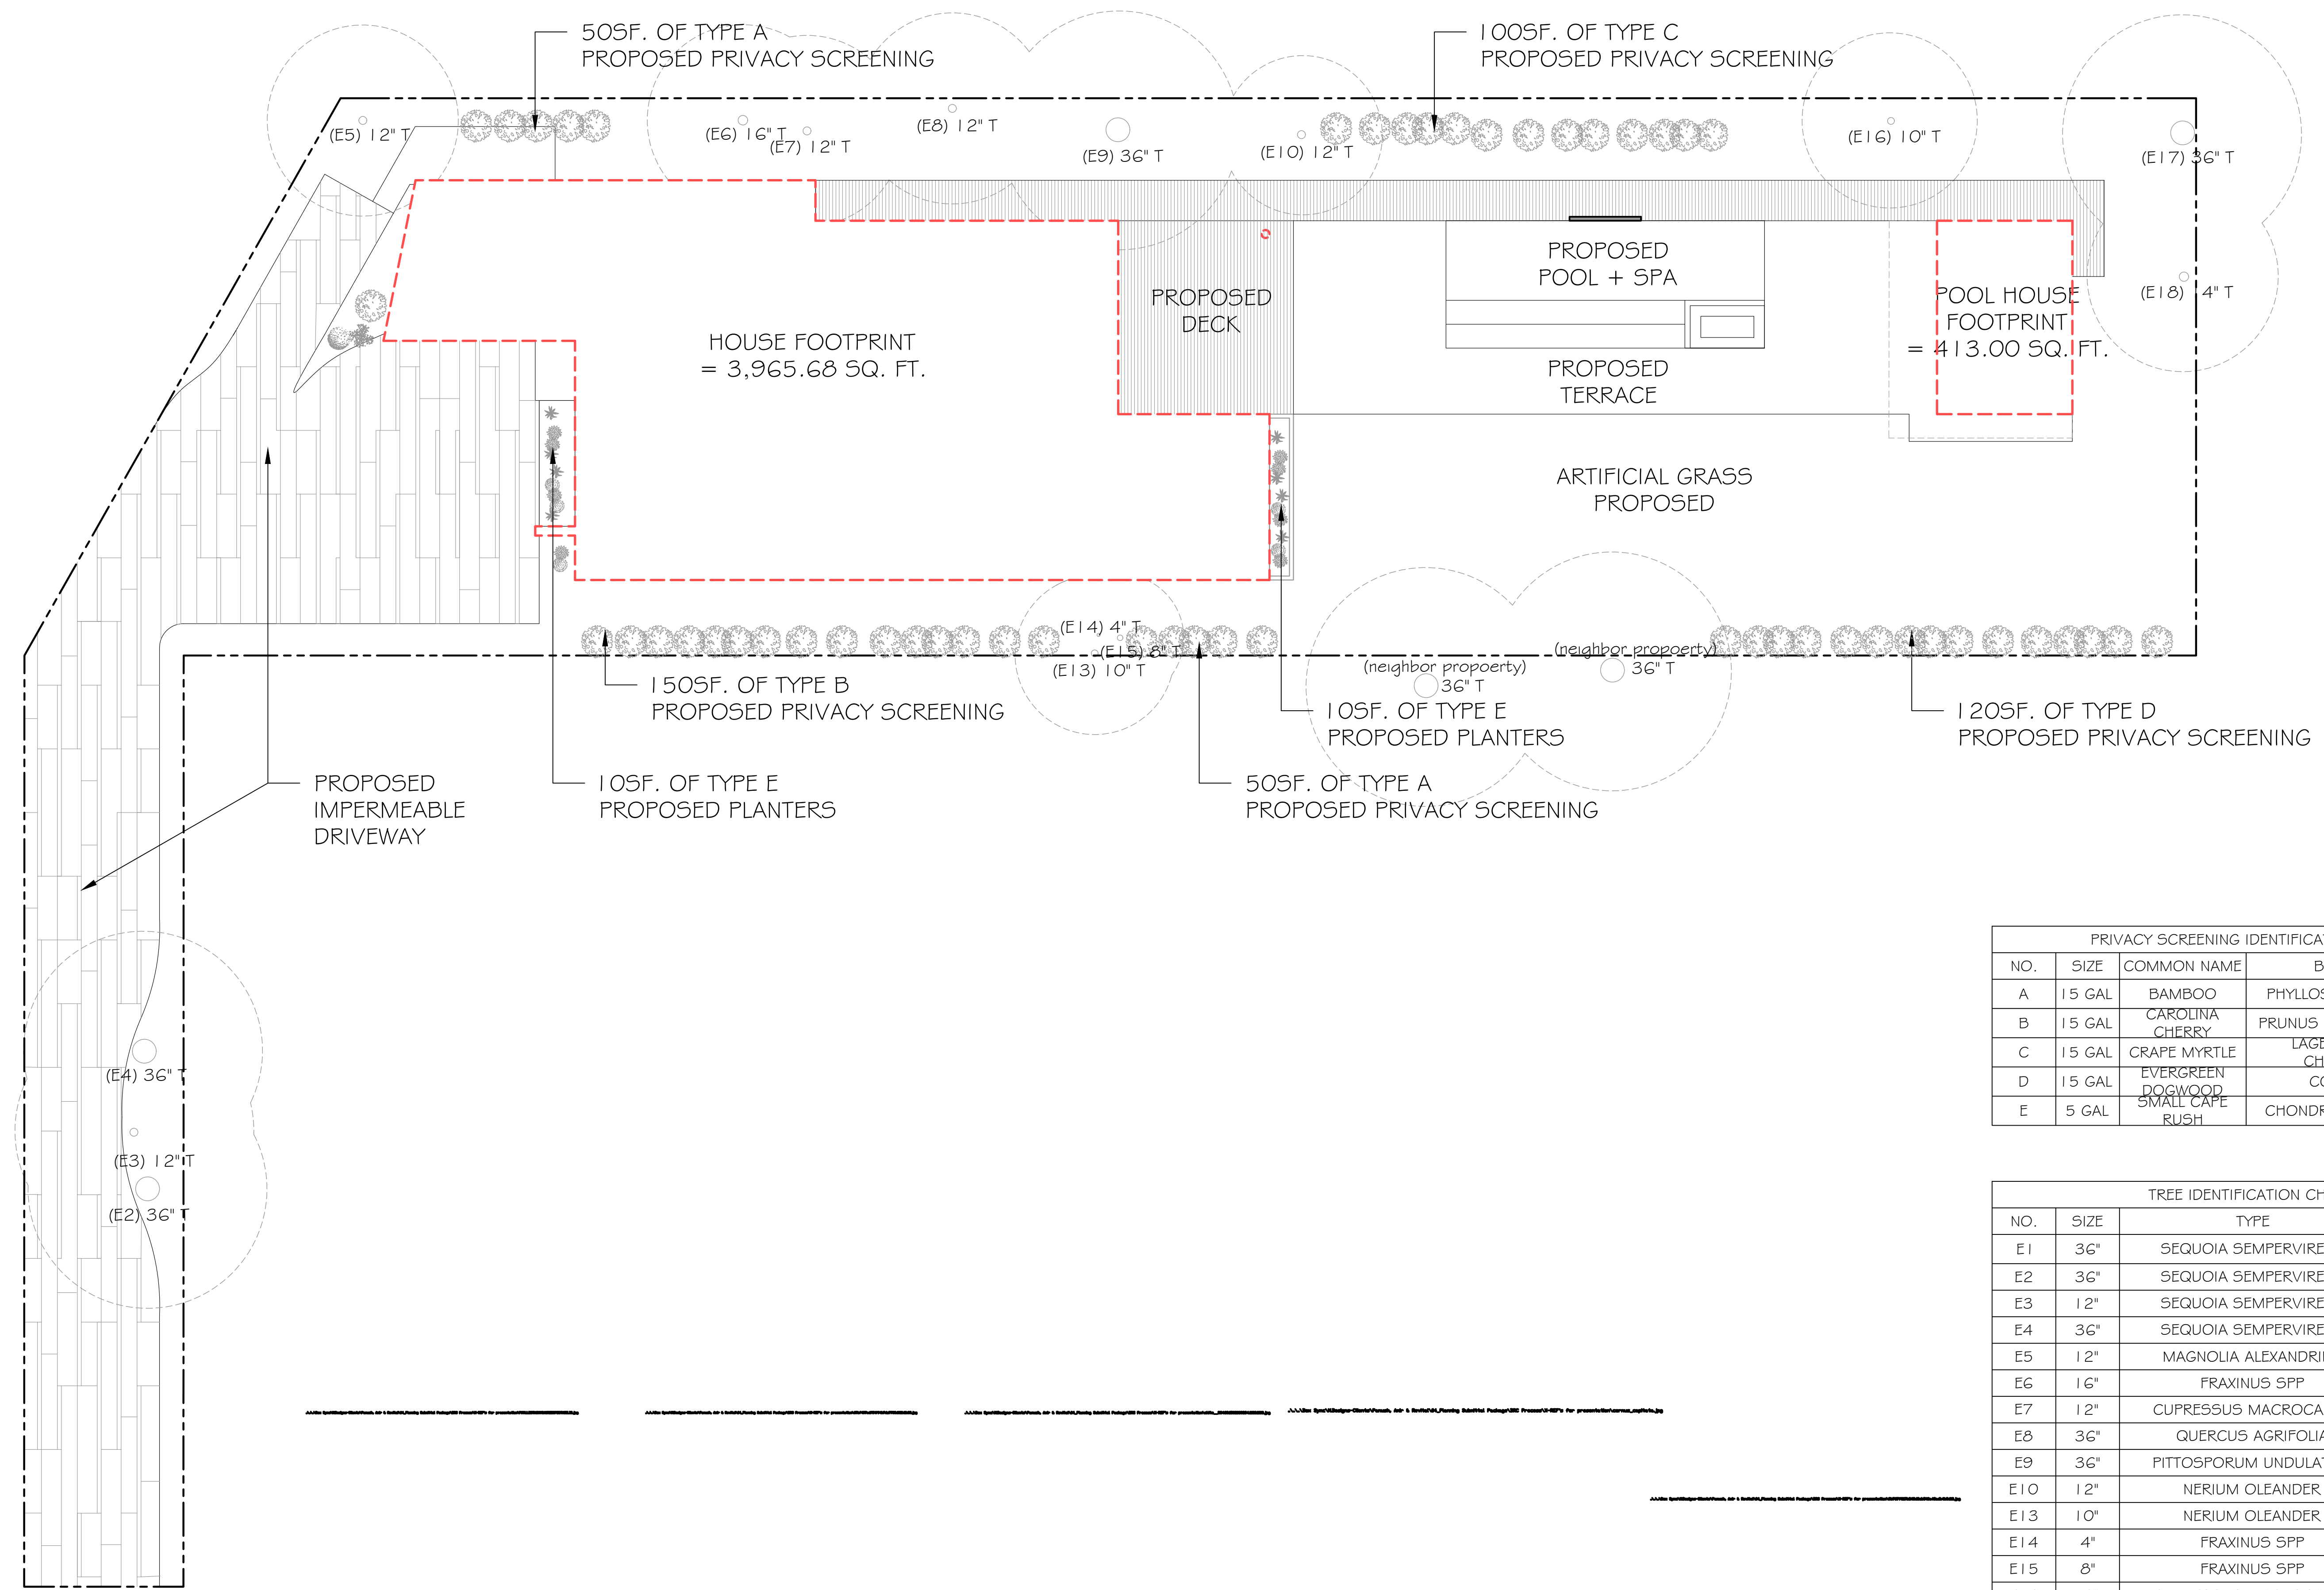 50SF. OF TYPE A
PROPOSED PRIVACY SCREENING
100SF. OF TYPE C
PROPOSED PRIVACY SCREENING
(E5) 12" T
(E6) 16" T
(E7) 12" T
(E8) 12" T
(E9) 36" T
(E10) 12" T
(E16) 10" T
(E17) 36" T
PROPOSED
POOL + SPA
PROPOSED
DECK
POOL HOUSE
FOOTPRINT
= 413.00 SQ. FT.
(E18) 14" T
HOUSE FOOTPRINT
= 3,965.68 SQ. FT.
PROPOSED
TERRACE
ARTIFICIAL GRASS
PROPOSED
(E14) 4" T
(E15) 8" T
(E13) 10" T
(neighbor propoerty)
36" T
(neighbor propoerty)
36" T
150SF. OF TYPE B
PROPOSED PRIVACY SCREENING
10SF. OF TYPE E
PROPOSED PLANTERS
120SF. OF TYPE D
PROPOSED PRIVACY SCREENING
PROPOSED
IMPERMEABLE
DRIVEWAY
10SF. OF TYPE E
PROPOSED PLANTERS
50SF. OF TYPE A
PROPOSED PRIVACY SCREENING
(E4) 36" T
(E3) 12" T
(E2) 36" T
PRIVACY SCREENING IDENTIFICA
NO. SIZE COMMON NAME B
A 15 GAL BAMBOO PHYLLOS
B 15 GAL CAROLINA CHERRY PRUNUS
C 15 GAL CRAPE MYRTLE LAGE CH
D 15 GAL EVERGREEN DOGWOOD CO
E 5 GAL SMALL CAPE RUSH CHONDR
TREE IDENTIFICATION CH
NO. SIZE TYPE
E1 36" SEQUOIA SEMPERVIRE
E2 36" SEQUOIA SEMPERVIRE
E3 12" SEQUOIA SEMPERVIRE
E4 36" SEQUOIA SEMPERVIRE
E5 12" MAGNOLIA ALEXANDRI
E6 16" FRAXINUS SPP
E7 12" CUPRESSUS MACROCA
E8 36" QUERCUS AGRIFOLIA
E9 36" PITTOSPORUM UNDULA
E10 12" NERIUM OLEANDER
E13 10" NERIUM OLEANDER
E14 4" FRAXINUS SPP
E15 8" FRAXINUS SPP